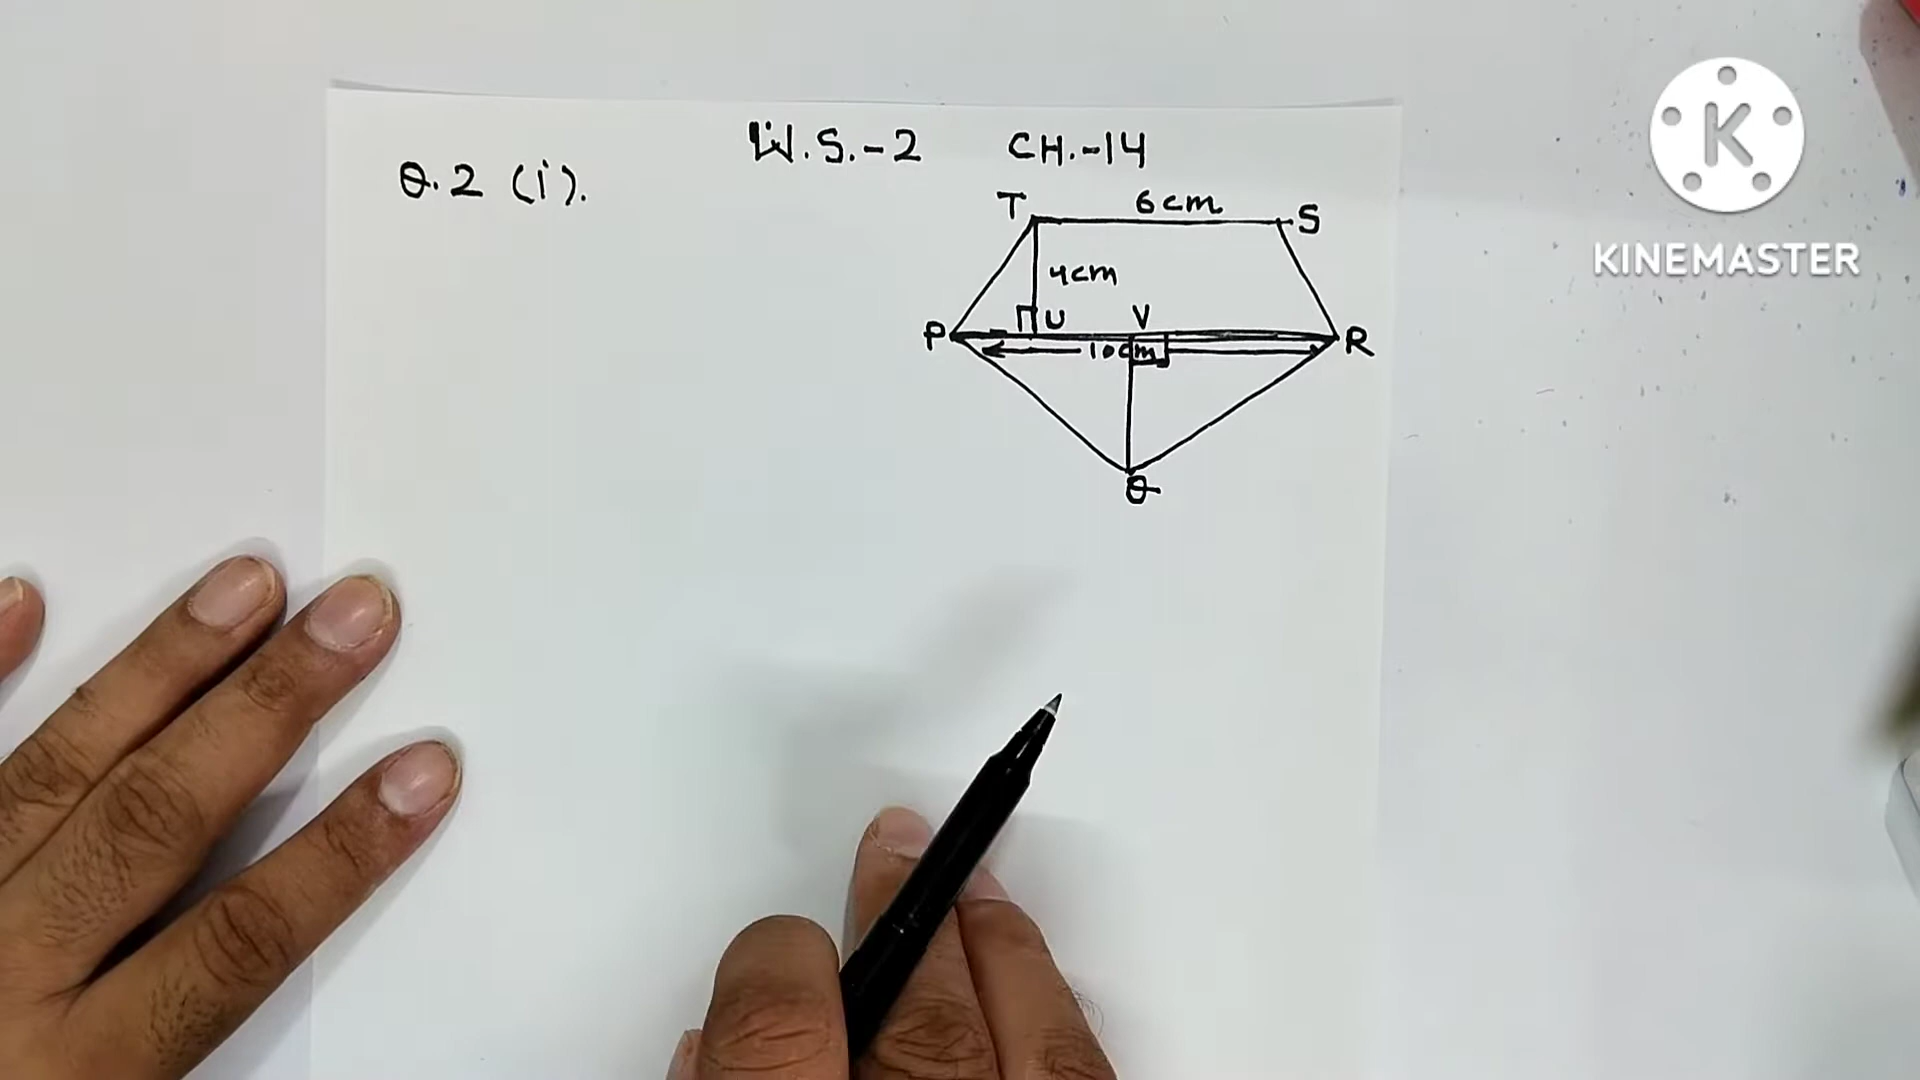 W.S.-2 CH.-14
Q.2 (i).
T 6cm S
4cm
P U V R
10cm
Q
K
KINEMASTER